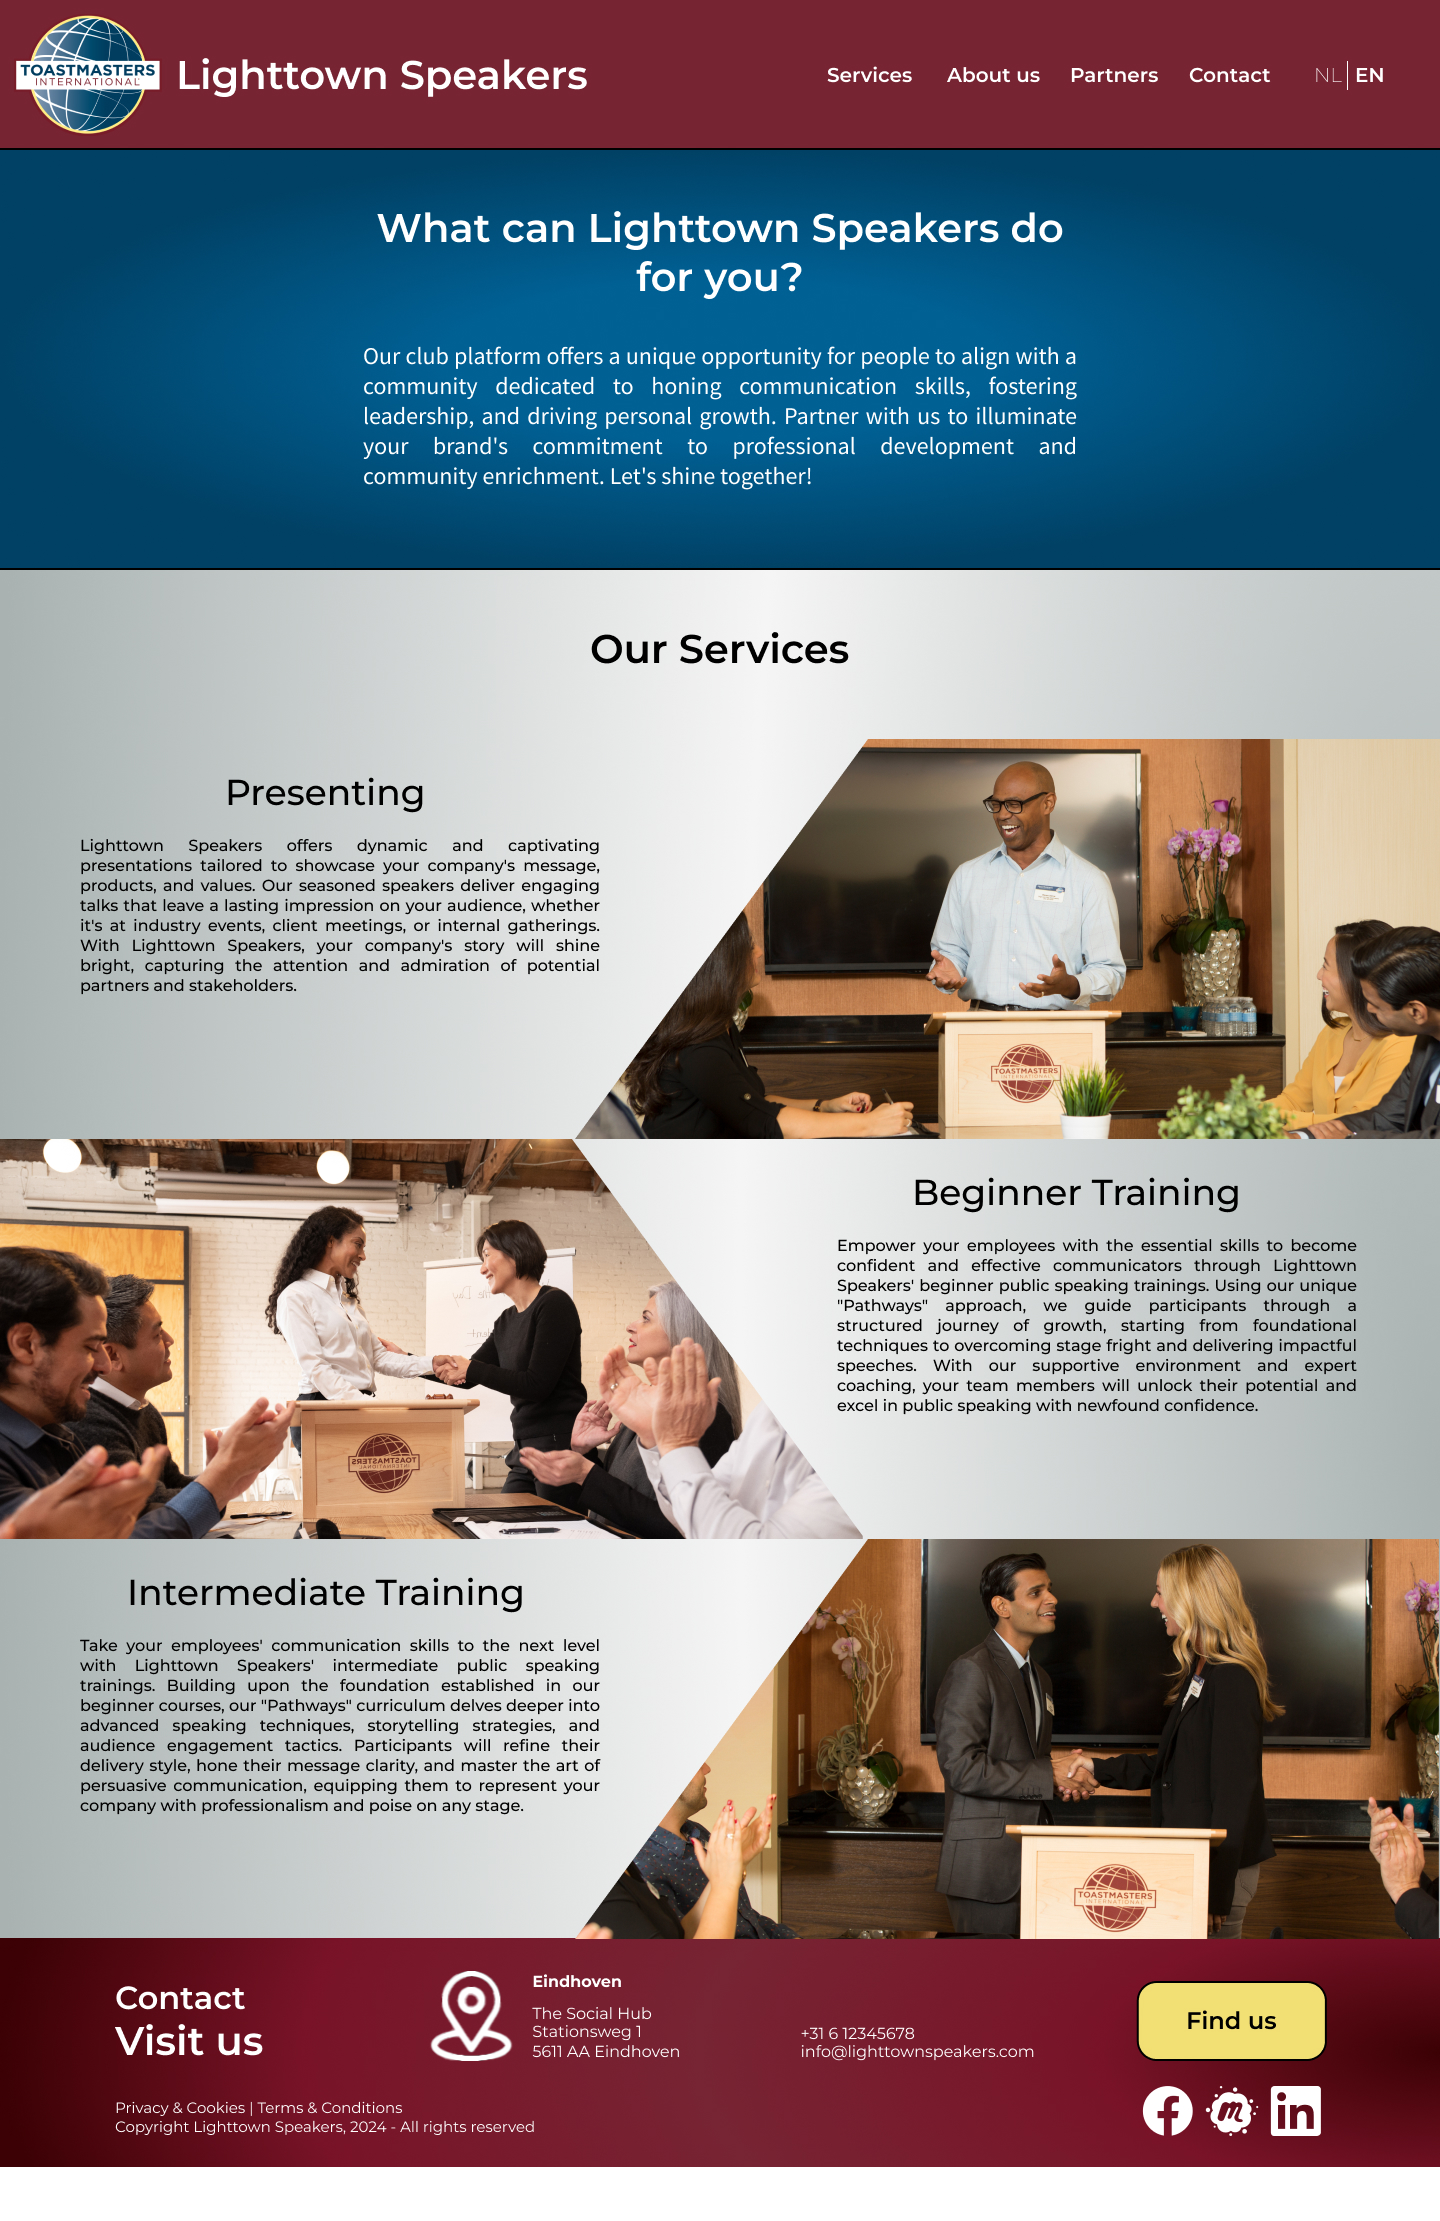 TOASTMASTERS
INTERNATIONAL
Lighttown Speakers
Services About us Partners Contact NL EN
What can Lighttown Speakers do
for you?
Our club platform offers a unique opportunity for people to align with a
community dedicated to honing communication skills, fostering
leadership, and driving personal growth. Partner with us to illuminate
your brand's commitment to professional development and
community enrichment. Let's shine together!
Our Services
Presenting
Lighttown Speakers offers dynamic and captivating
presentations tailored to showcase your company's message,
products, and values. Our seasoned speakers deliver engaging
talks that leave a lasting impression on your audience, whether
it's at industry events, client meetings, or internal gatherings.
With Lighttown Speakers, your company's story will shine
bright, capturing the attention and admiration of potential
partners and stakeholders.
TOASTMASTERS
INTERNATIONAL
TOASTMASTERS
INTERNATIONAL
Beginner Training
Empower your employees with the essential skills to become
confident and effective communicators through Lighttown
Speakers' beginner public speaking trainings. Using our unique
"Pathways" approach, we guide participants through a
structured journey of growth, starting from foundational
techniques to overcoming stage fright and delivering impactful
speeches. With our supportive environment and expert
coaching, your team members will unlock their potential and
excel in public speaking with newfound confidence.
Intermediate Training
Take your employees' communication skills to the next level
with Lighttown Speakers' intermediate public speaking
trainings. Building upon the foundation established in our
beginner courses, our "Pathways" curriculum delves deeper into
advanced speaking techniques, storytelling strategies, and
audience engagement tactics. Participants will refine their
delivery style, hone their message clarity, and master the art of
persuasive communication, equipping them to represent your
company with professionalism and poise on any stage.
TOASTMASTERS
INTERNATIONAL
Contact
Visit us
Eindhoven
The Social Hub
Stationsweg 1
5611 AA Eindhoven
+31 6 12345678
info@lighttownspeakers.com
Find us
Privacy & Cookies | Terms & Conditions
Copyright Lighttown Speakers, 2024 - All rights reserved